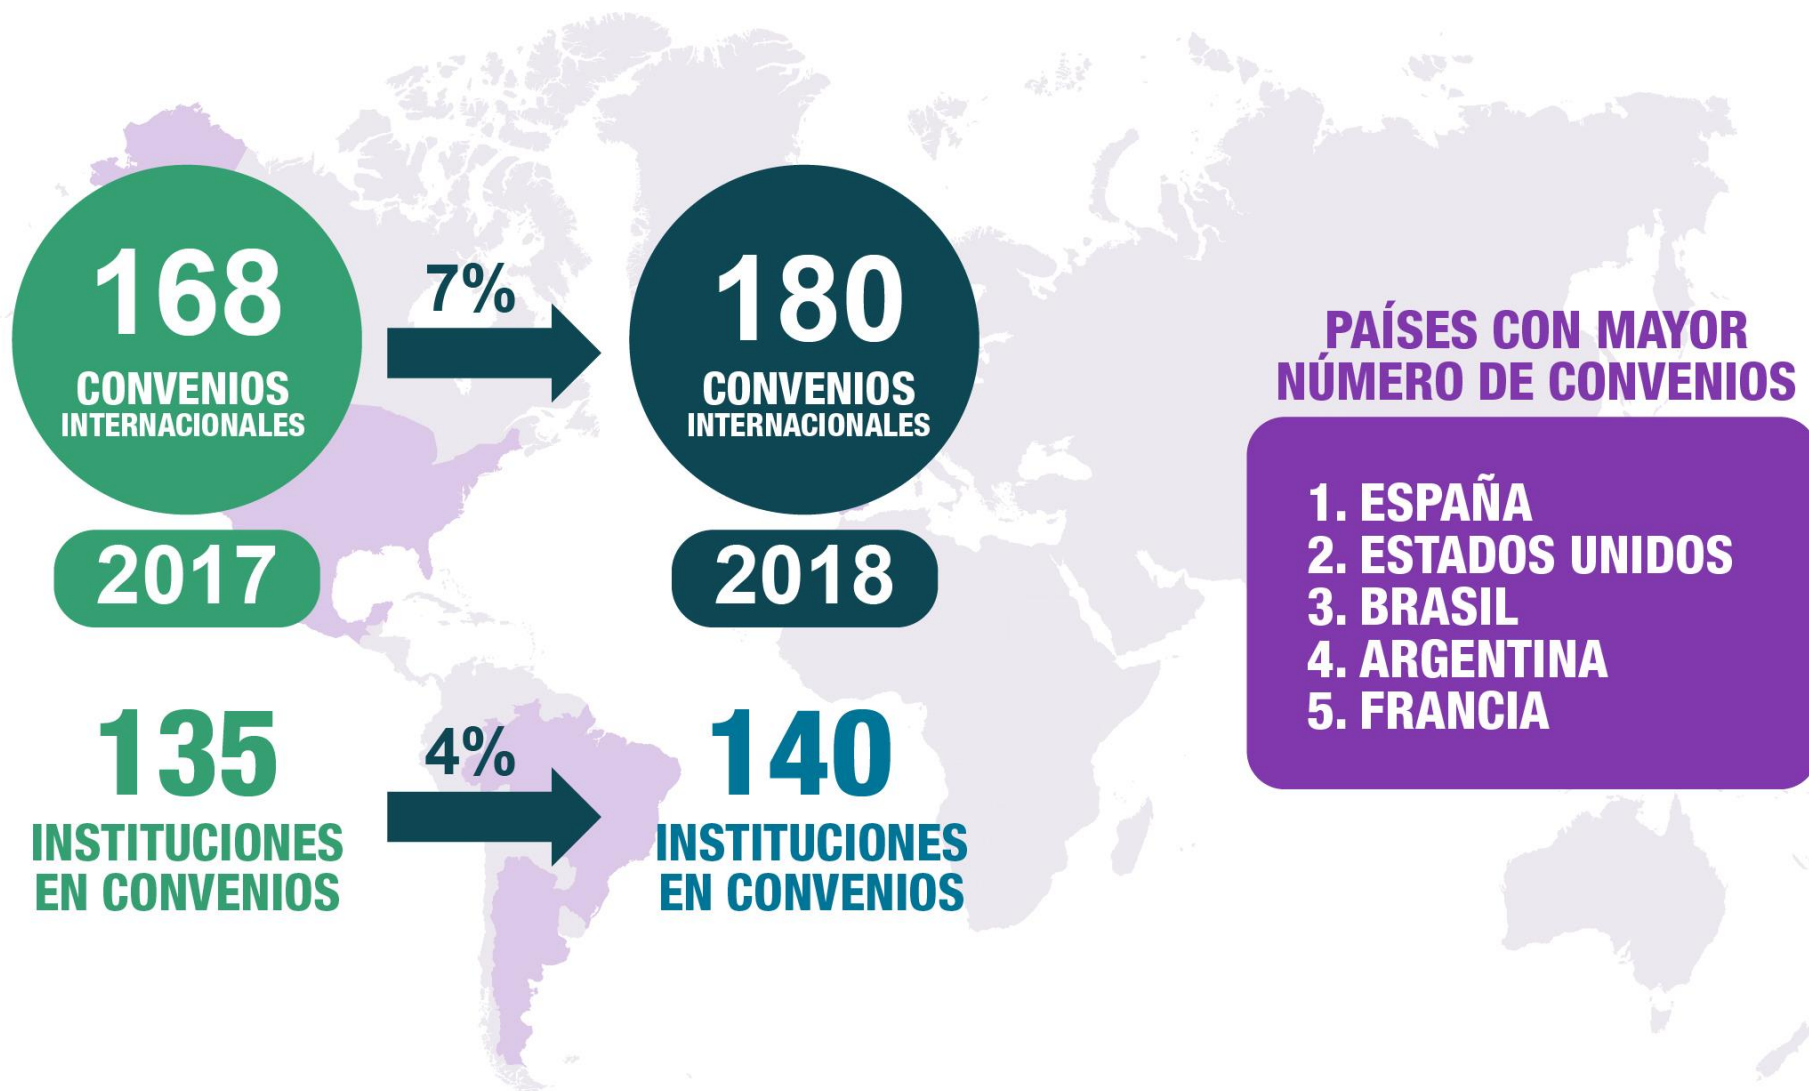 168
CONVENIOS
INTERNACIONALES
2017
7%
180
CONVENIOS
INTERNACIONALES
2018
135
INSTITUCIONES
EN CONVENIOS
4%
140
INSTITUCIONES
EN CONVENIOS
PAÍSES CON MAYOR
NÚMERO DE CONVENIOS
1. ESPAÑA
2. ESTADOS UNIDOS
3. BRASIL
4. ARGENTINA
5. FRANCIA